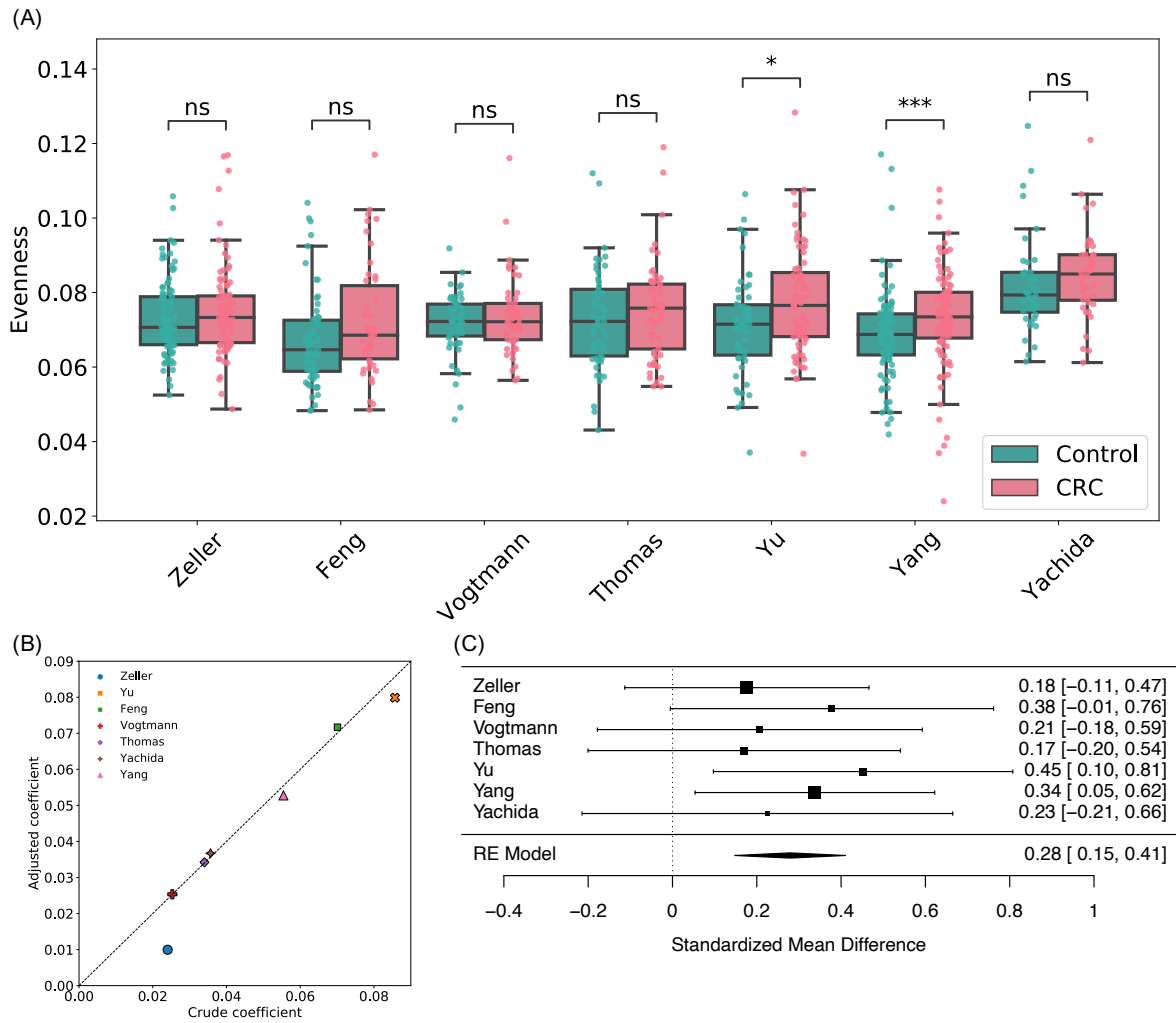 (A)
0.14
0.12
0.10
0.08
0.06
0.04
0.02
Evenness
ns
ns
ns
ns
*
***
ns
Control
CRC
Zeller
Feng
Vogtmann
Thomas
Yu
Yang
Yachida
(B)
0.09
0.08
0.07
0.06
0.05
0.04
0.03
0.02
0.01
0.00
Adjusted coefficient
Zeller
Yu
Feng
Vogtmann
Thomas
Yachida
Yang
0.00 0.02 0.04 0.06 0.08
Crude coefficient
(C)
Zeller 0.18 [−0.11, 0.47]
Feng 0.38 [−0.01, 0.76]
Vogtmann 0.21 [−0.18, 0.59]
Thomas 0.17 [−0.20, 0.54]
Yu 0.45 [ 0.10, 0.81]
Yang 0.34 [ 0.05, 0.62]
Yachida 0.23 [−0.21, 0.66]
RE Model 0.28 [ 0.15, 0.41]
−0.4 −0.2 0 0.2 0.4 0.6 0.8 1
Standardized Mean Difference